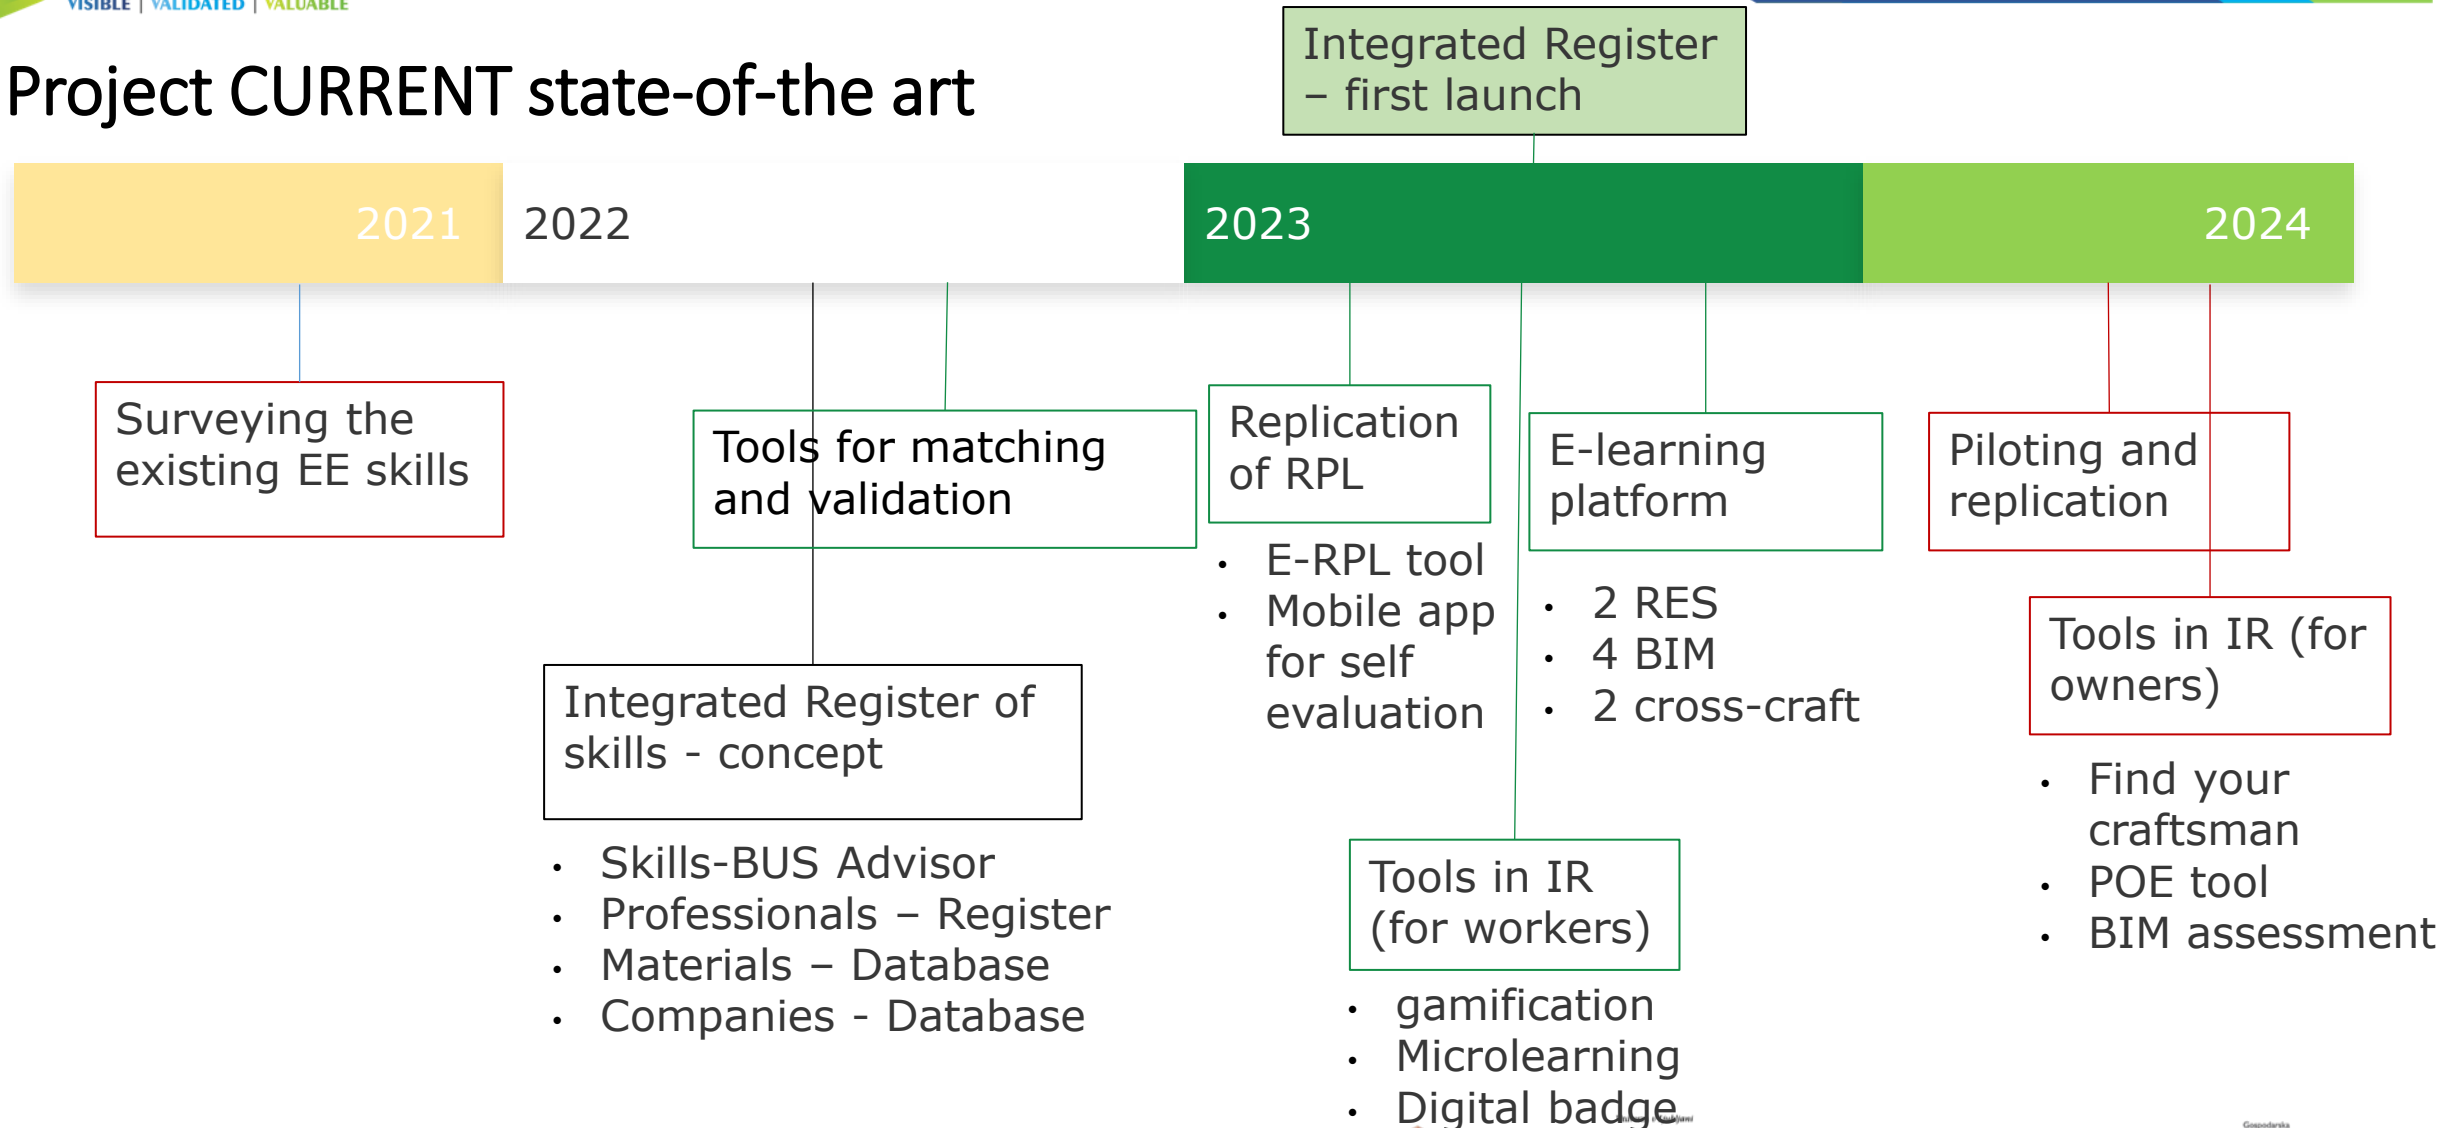 VISIBLE | VALIDATED | VALUABLE
Project CURRENT state-of-the art
Integrated Register
– first launch
2021
2022
2023
2024
Surveying the
existing EE skills
Tools for matching
and validation
Integrated Register of
skills - concept
• Skills-BUS Advisor
• Professionals – Register
• Materials – Database
• Companies - Database
Replication
of RPL
• E-RPL tool
• Mobile app
for self
evaluation
E-learning
platform
• 2 RES
• 4 BIM
• 2 cross-craft
Tools in IR
(for workers)
• gamification
• Microlearning
• Digital badge
Piloting and
replication
Tools in IR (for
owners)
• Find your
craftsman
• POE tool
• BIM assessment
Gospodarska